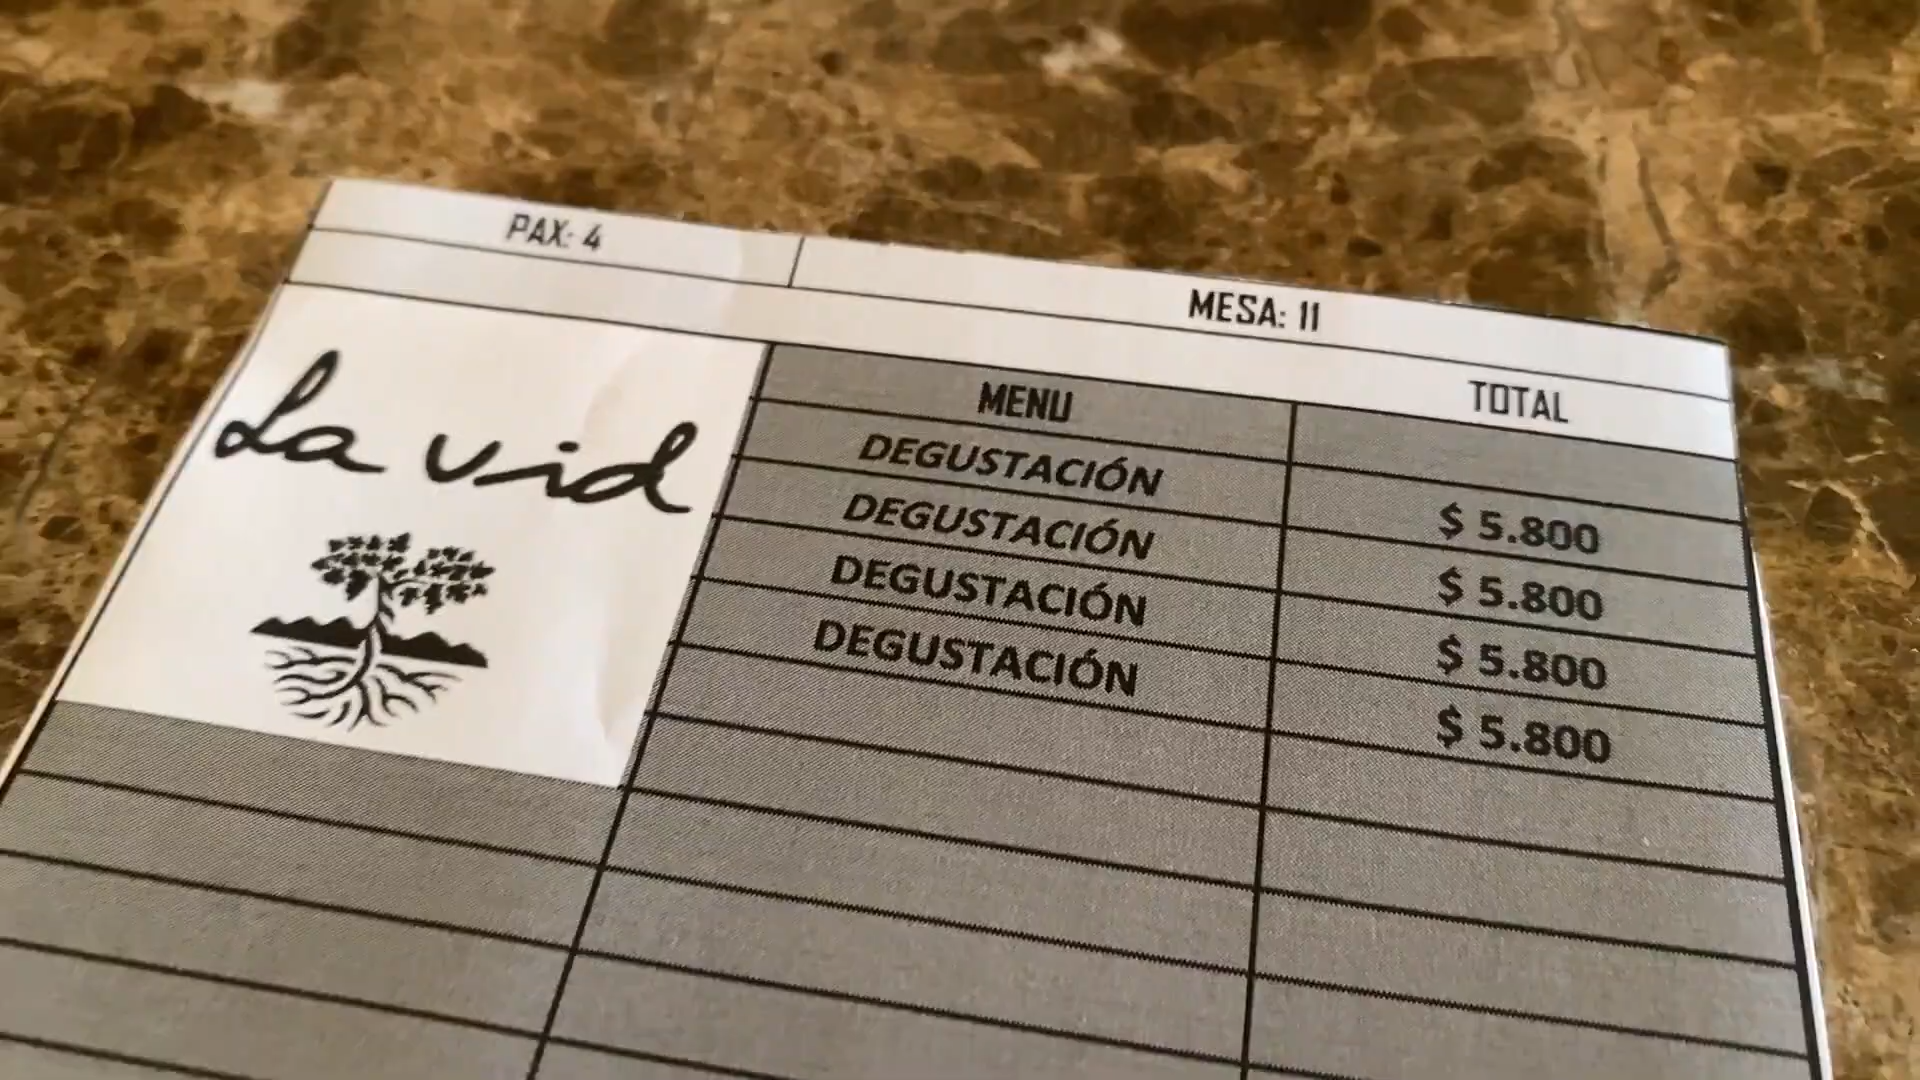 PAX: 4
MESA: 11
La vid
MENU TOTAL
DEGUSTACIÓN $ 5.800
DEGUSTACIÓN $ 5.800
DEGUSTACIÓN $ 5.800
DEGUSTACIÓN $ 5.800